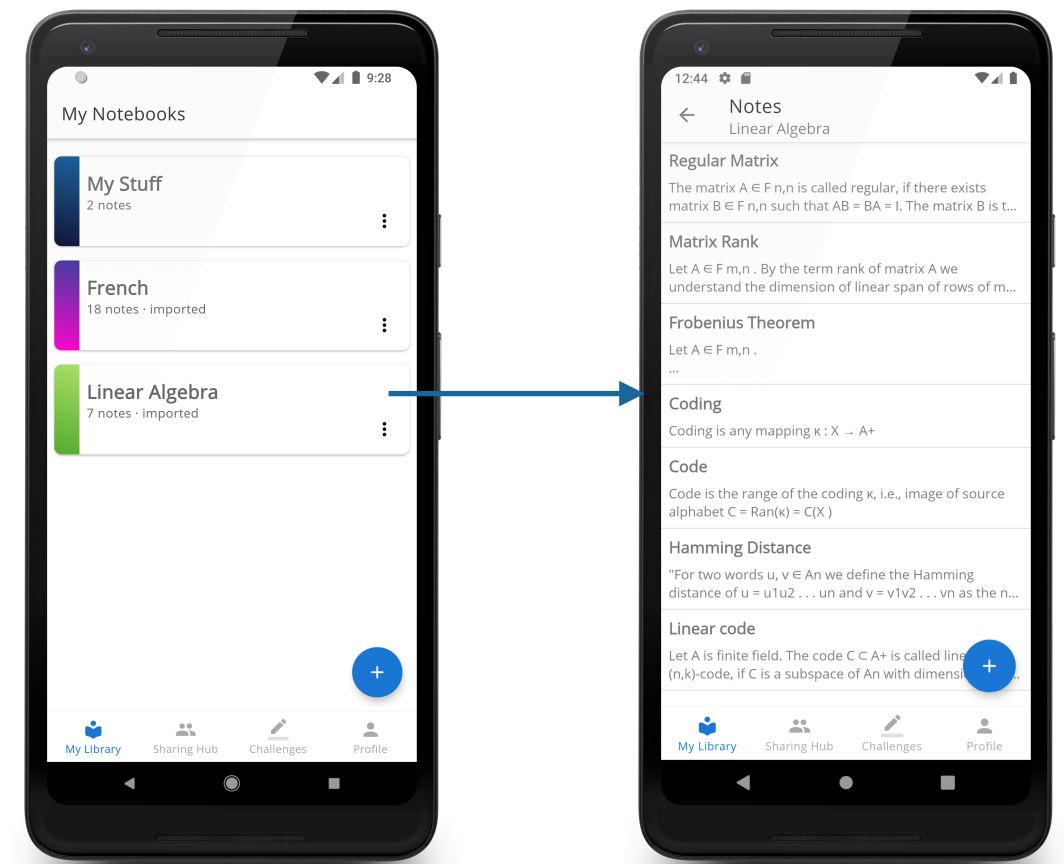 9:28
My Notebooks
My Stuff
2 notes
French
18 notes · imported
Linear Algebra
7 notes · imported
+
My Library
Sharing Hub
Challenges
Profile
12:44
Notes
Linear Algebra
Regular Matrix
The matrix A ∈ F n,n is called regular, if there exists
matrix B ∈ F n,n such that AB = BA = I. The matrix B is t...
Matrix Rank
Let A ∈ F m,n . By the term rank of matrix A we
understand the dimension of linear span of rows of m...
Frobenius Theorem
Let A ∈ F m,n .
...
Coding
Coding is any mapping κ : X → A+
Code
Code is the range of the coding κ, i.e., image of source
alphabet C = Ran(κ) = C(X )
Hamming Distance
"For two words u, v ∈ An we define the Hamming
distance of u = u1u2 . . . un and v = v1v2 . . . vn as the n...
Linear code
Let A is finite field. The code C ⊂ A+ is called
(n,k)-code, if C is a subspace of An with
+
My Library
Sharing Hub
Challenges
Profile